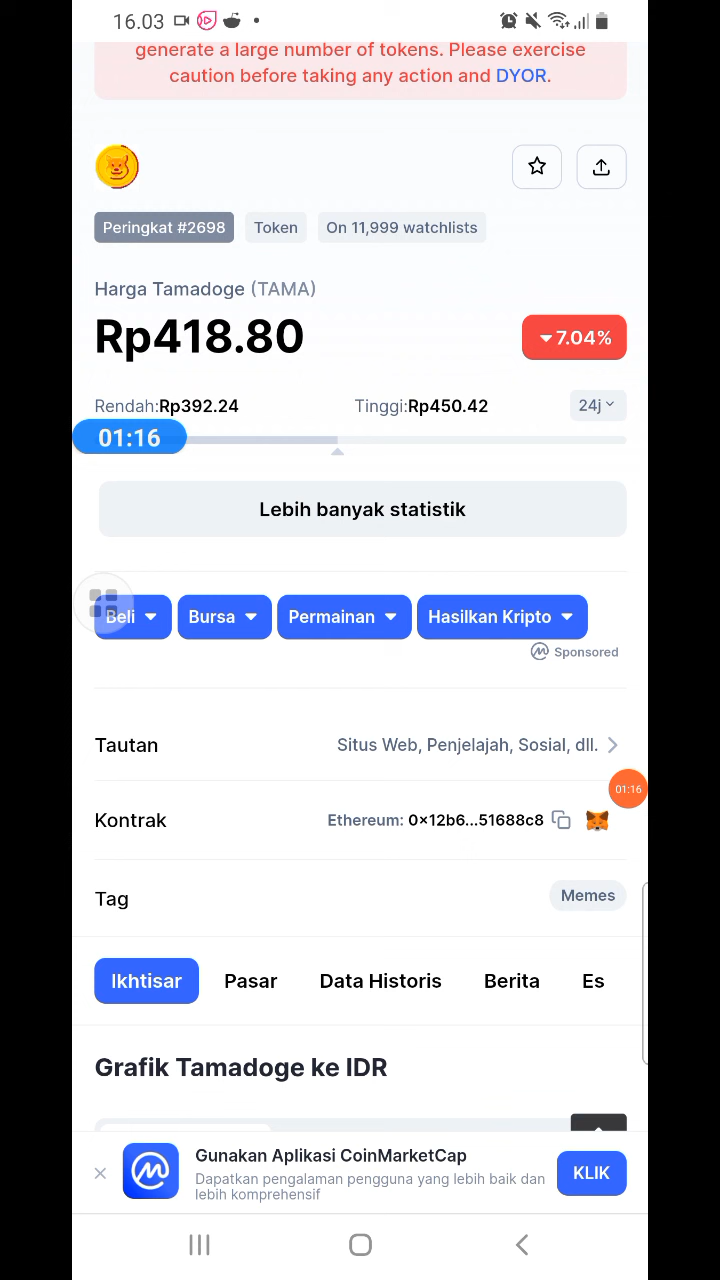 16.03
generate a large number of tokens. Please exercise
caution before taking any action and DYOR.
Peringkat #2698 Token On 11,999 watchlists
Harga Tamadoge (TAMA)
Rp418.80 7.04%
Rendah:Rp392.24 Tinggi:Rp450.42 24j
01:16
Lebih banyak statistik
Beli Bursa Permainan Hasilkan Kripto
Sponsored
Tautan Situs Web, Penjelajah, Sosial, dll.
01:16
Kontrak Ethereum: 0x12b6...51688c8
Tag Memes
Ikhtisar Pasar Data Historis Berita Es
Grafik Tamadoge ke IDR
Gunakan Aplikasi CoinMarketCap
Dapatkan pengalaman pengguna yang lebih baik dan
lebih komprehensif
KLIK